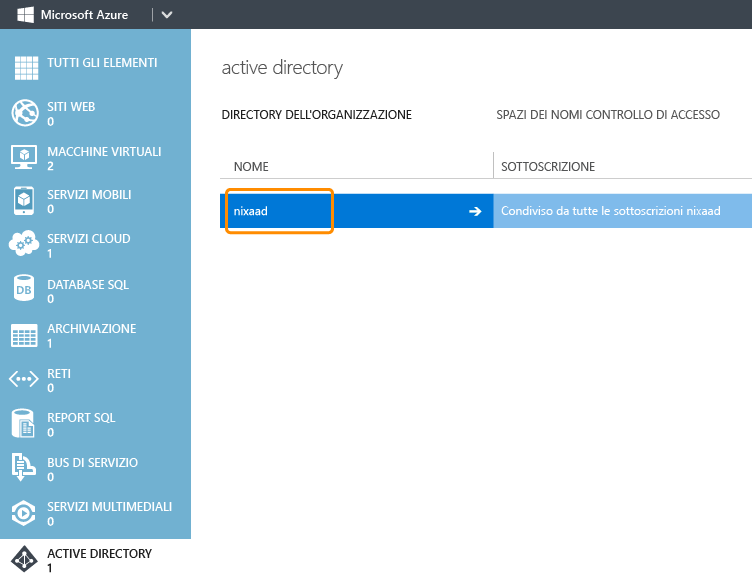 Microsoft Azure
TUTTI GLI ELEMENTI
SITI WEB
0
MACCHINE VIRTUALI
2
SERVIZI MOBILI
0
SERVIZI CLOUD
1
DB
DATABASE SQL
0
ARCHIVIAZIONE
1
RETI
0
REPORT SQL
0
BUS DI SERVIZIO
0
SERVIZI MULTIMEDIALI
0
ACTIVE DIRECTORY
1
active directory
DIRECTORY DELL'ORGANIZZAZIONE SPAZI DEI NOMI CONTROLLO DI ACCESSO
NOME SOTTOSCRIZIONE
nixaad Condiviso da tutte le sottoscrizioni nixaad